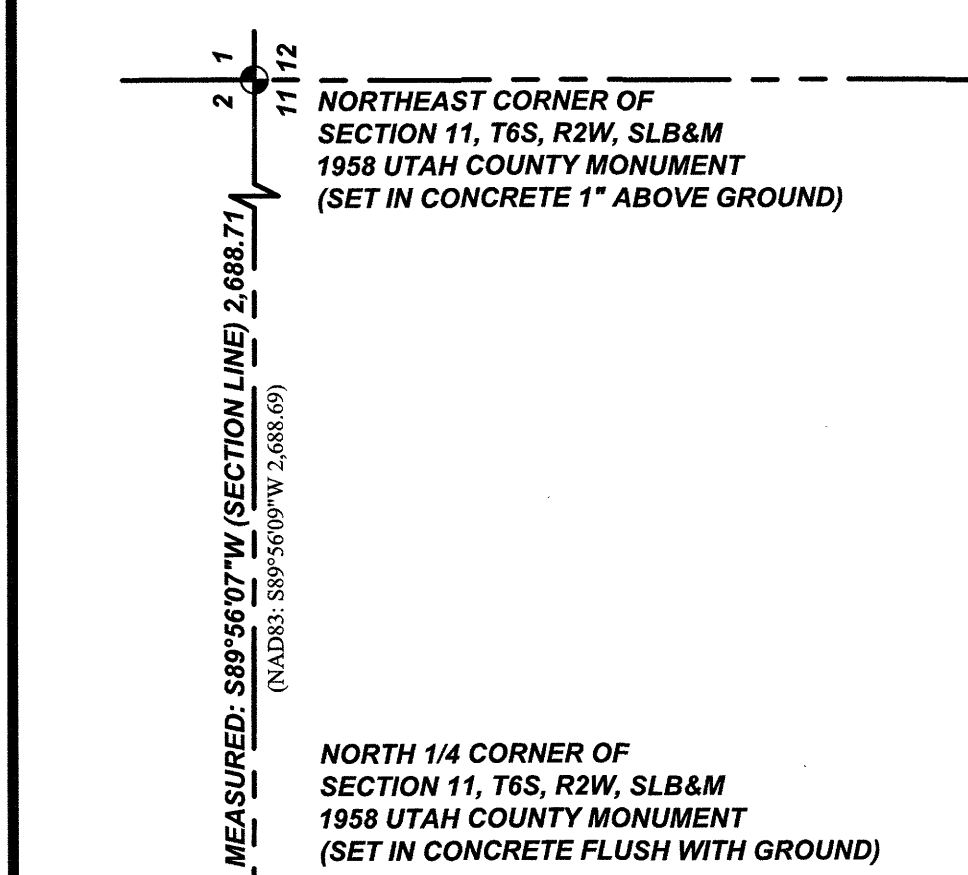 1
12
2
11
NORTHEAST CORNER OF
SECTION 11, T6S, R2W, SLB&M
1958 UTAH COUNTY MONUMENT
(SET IN CONCRETE 1" ABOVE GROUND)
MEASURED: S89°56'07"W (SECTION LINE) 2,688.71
(NAD83: S89°56'09"W 2,688.69)
NORTH 1/4 CORNER OF
SECTION 11, T6S, R2W, SLB&M
1958 UTAH COUNTY MONUMENT
(SET IN CONCRETE FLUSH WITH GROUND)